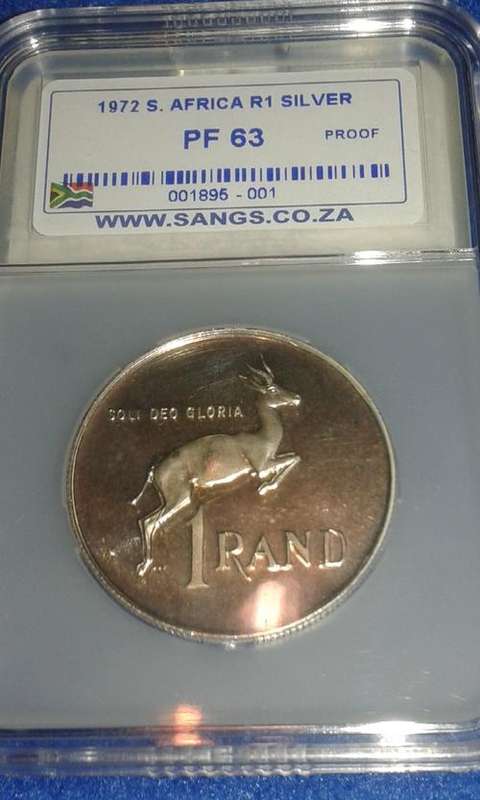 1972 S. AFRICA R1 SILVER
PF 63 PROOF
001895 - 001
WWW.SANGS.CO.ZA
SOLI DEO GLORIA
1 RAND